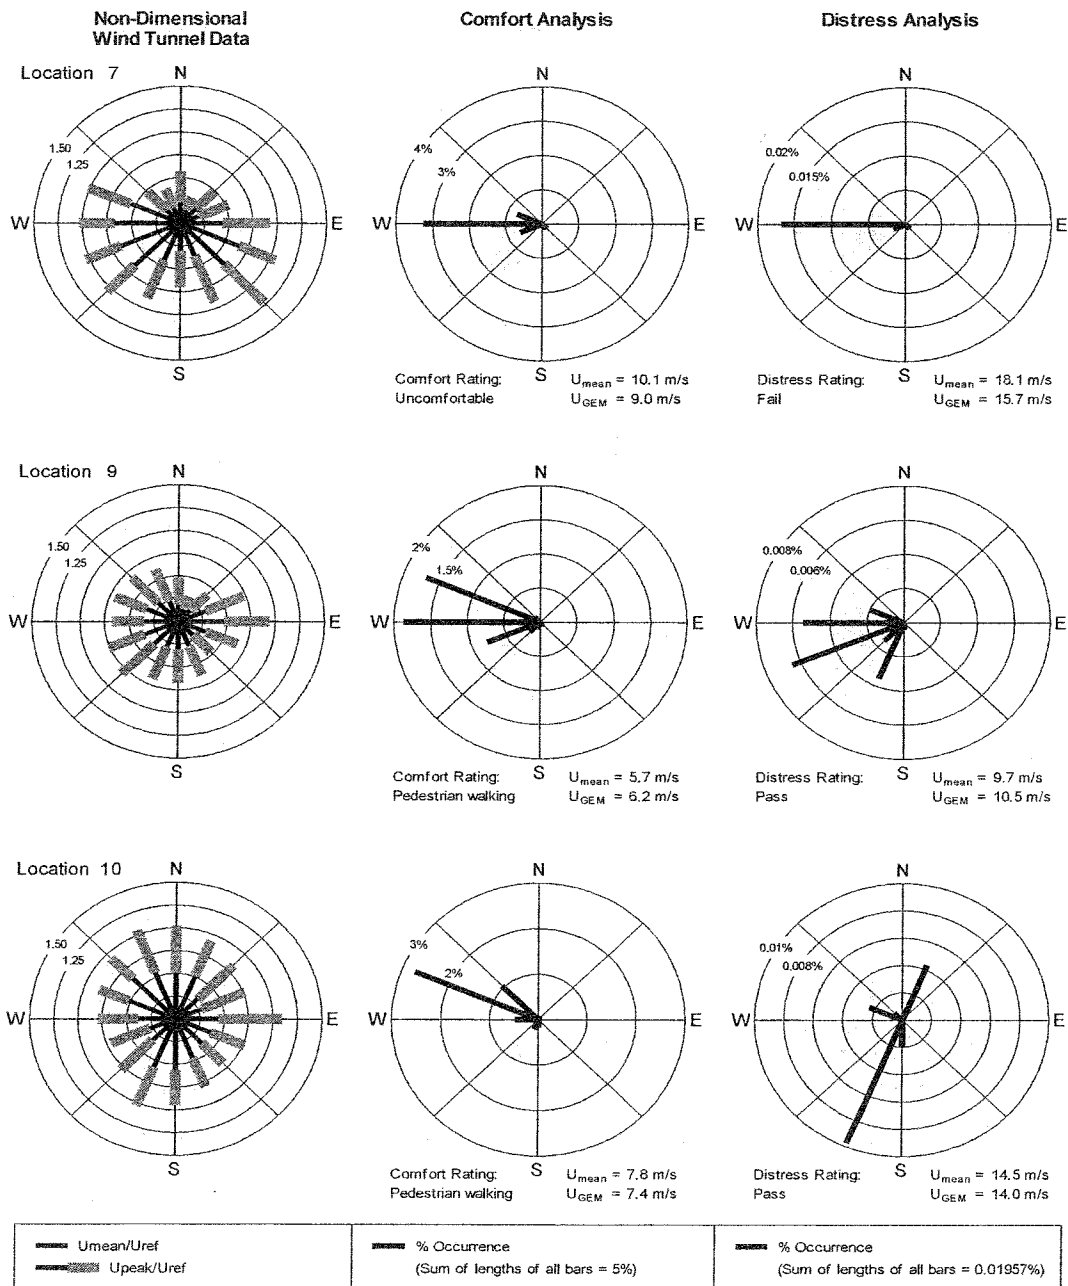 Non-Dimensional
Wind Tunnel Data
Comfort Analysis
Distress Analysis
Location 7
N
1.50
1.25
W
E
S
N
4%
3%
W
E
S
Comfort Rating: Umean = 10.1 m/s
Uncomfortable UGEM = 9.0 m/s
N
0.02%
0.015%
W
E
S
Distress Rating: Umean = 18.1 m/s
Fail UGEM = 15.7 m/s
Location 9
N
1.50
1.25
W
E
S
N
2%
1.5%
W
E
S
Comfort Rating: Umean = 5.7 m/s
Pedestrian walking UGEM = 6.2 m/s
N
0.008%
0.006%
W
E
S
Distress Rating: Umean = 9.7 m/s
Pass UGEM = 10.5 m/s
Location 10
N
1.50
1.25
W
E
S
N
3%
2%
W
E
S
Comfort Rating: Umean = 7.8 m/s
Pedestrian walking UGEM = 7.4 m/s
N
0.01%
0.008%
W
E
S
Distress Rating: Umean = 14.5 m/s
Pass UGEM = 14.0 m/s
Umean/Uref
Upeak/Uref
% Occurrence
(Sum of lengths of all bars = 5%)
% Occurrence
(Sum of lengths of all bars = 0.01957%)